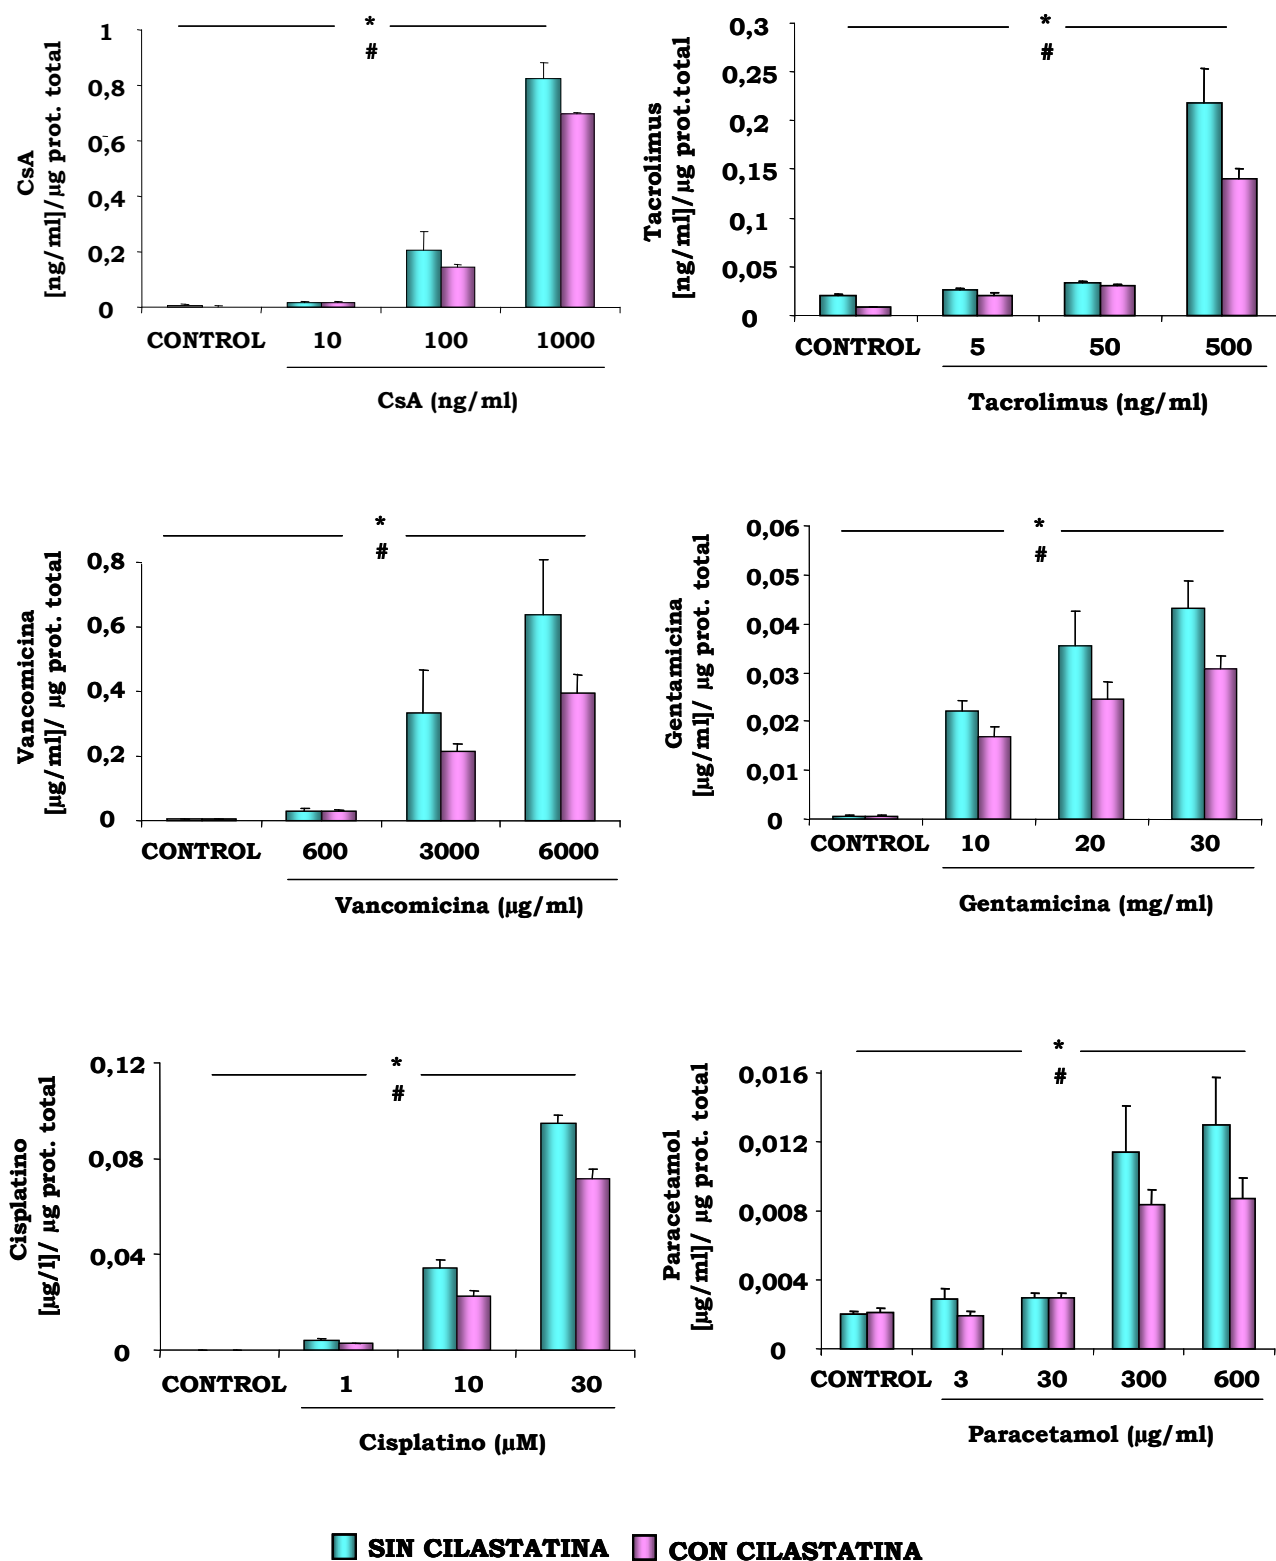 *
#
1
0,8
0,6
0,4
0,2
0
CsA
[ng/ml]/µg prot. total
CONTROL 10 100 1000
CsA (ng/ml)
*
#
0,3
0,25
0,2
0,15
0,1
0,05
0
Tacrolimus
[ng/ml]/µg prot.total
CONTROL 5 50 500
Tacrolimus (ng/ml)
*
#
0,8
0,6
0,4
0,2
0
Vancomicina
[µg/ml]/ µg prot. total
CONTROL 600 3000 6000
Vancomicina (µg/ml)
*
#
0,06
0,05
0,04
0,03
0,02
0,01
0
Gentamicina
[µg/ml]/ µg prot. total
CONTROL 10 20 30
Gentamicina (mg/ml)
*
#
0,12
0,08
0,04
0
Cisplatino
[µg/l]/ µg prot. total
CONTROL 1 10 30
Cisplatino (µM)
*
#
0,016
0,012
0,008
0,004
0
Paracetamol
[µg/ml]/ µg prot. total
CONTROL 3 30 300 600
Paracetamol (µg/ml)
SIN CILASTATINA CON CILASTATINA